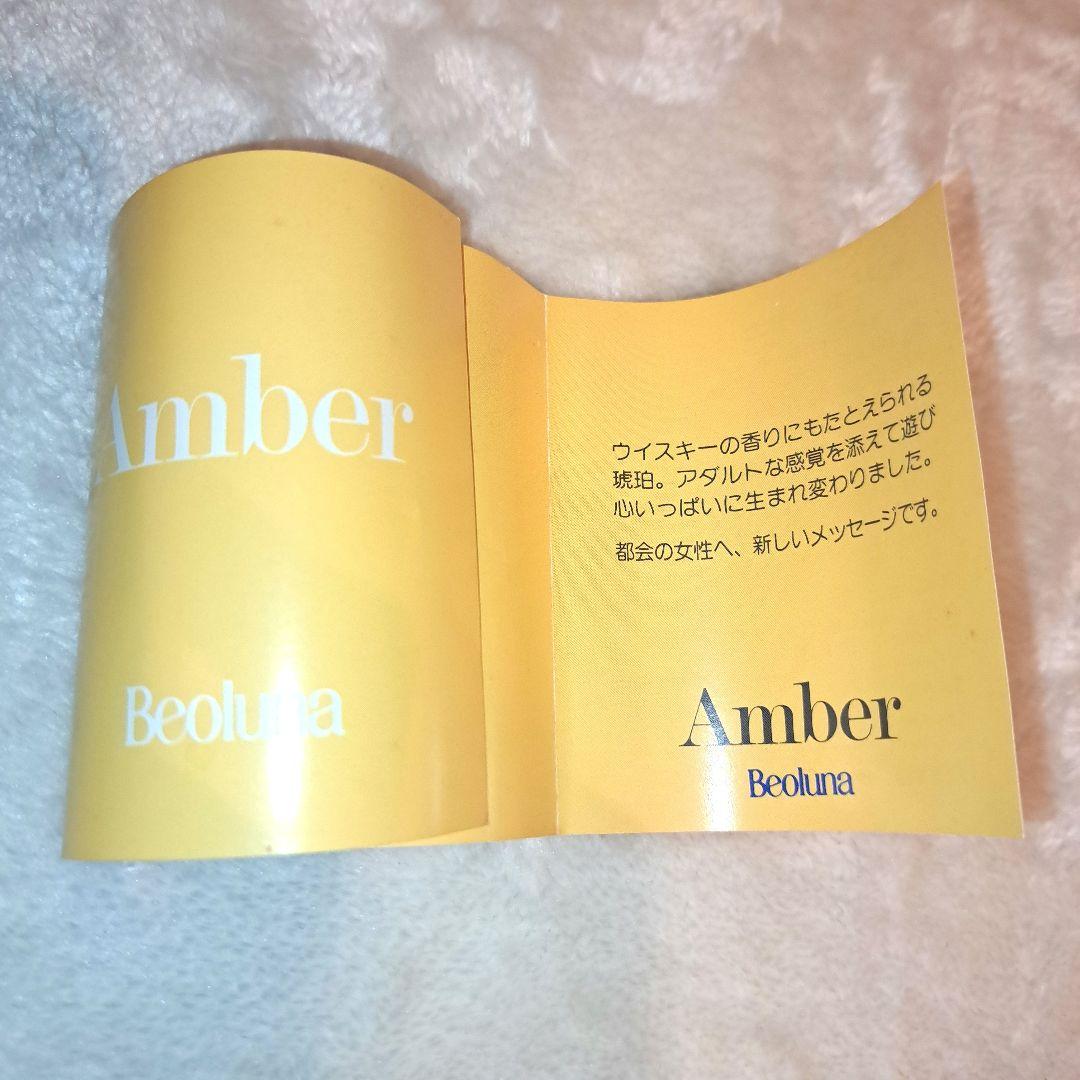 Amber
Beoluna
ウイスキーの香りにもたとえられる
琥珀。アダルトな感覚を添えて遊び
心いっぱいに生まれ変わりました。
都会の女性へ、新しいメッセージです。
Amber
Beoluna